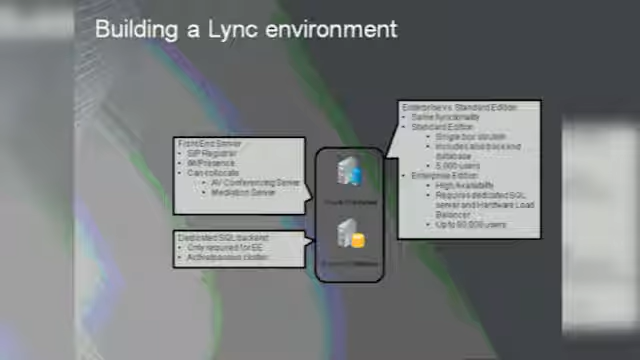 Building a Lync environment
Enterprise vs. Standard Edition
• Same functionality
• Standard Edition
• Single box solution
• Includes also backend
database
• 5,000 users
• Enterprise Edition
• High Availability
• Requires dedicated SQL
server and Hardware Load
Balancer
• Up to 80,000 users
Front End Server
• SIP Registrar
• IM/Presence
• Can collocate
• AV Conferencing Server
• Mediation Server
Dedicated SQL backend
• Only required for EE
• Active/passive cluster